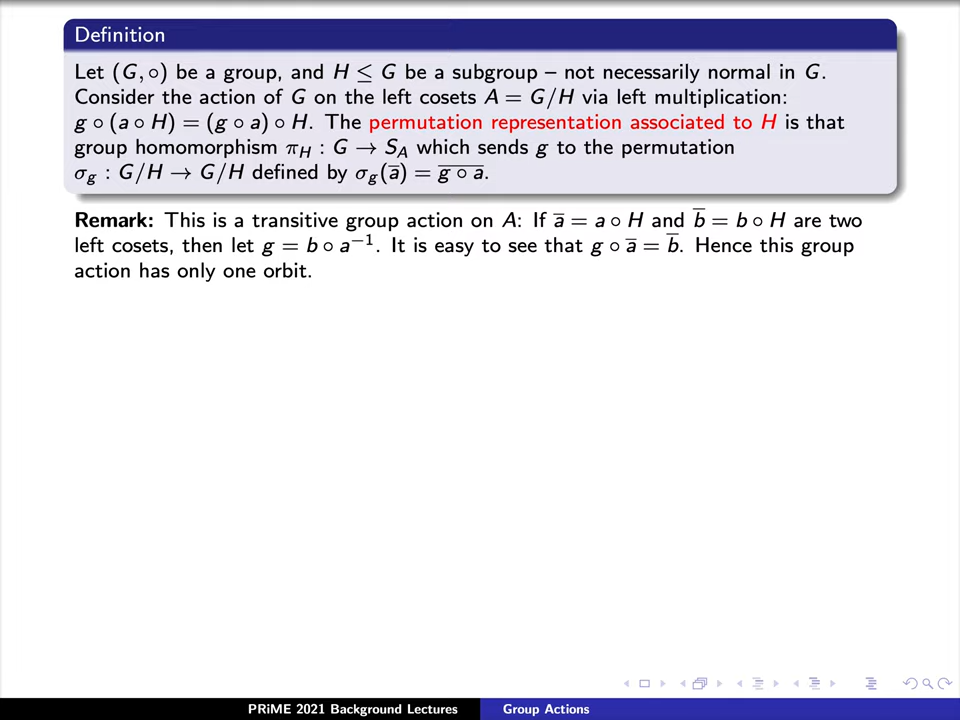 Definition
Let (G, ∘) be a group, and H ≤ G be a subgroup – not necessarily normal in G.
Consider the action of G on the left cosets A = G/H via left multiplication:
g ∘ (a ∘ H) = (g ∘ a) ∘ H. The permutation representation associated to H is that
group homomorphism π_H : G → S_A which sends g to the permutation
σ_g : G/H → G/H defined by σ_g(a̅) = \overline{g ∘ a}.
Remark: This is a transitive group action on A: If a̅ = a ∘ H and b̅ = b ∘ H are two
left cosets, then let g = b ∘ a⁻¹. It is easy to see that g ∘ a̅ = b̅. Hence this group
action has only one orbit.
PRiME 2021 Background Lectures Group Actions